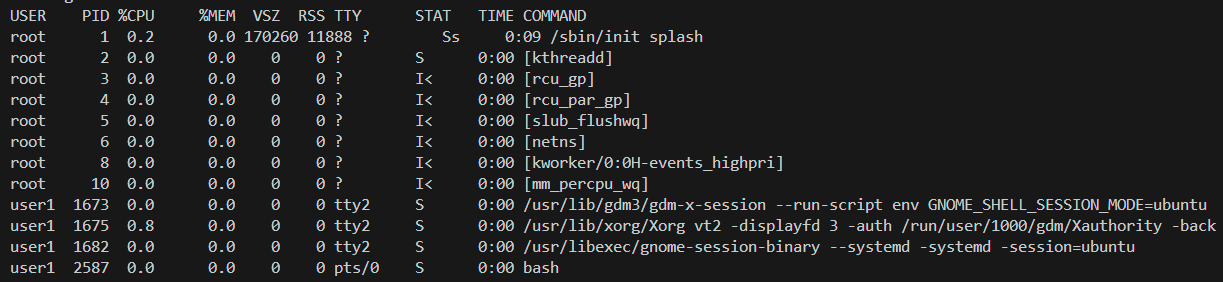 USER PID %CPU %MEM VSZ RSS TTY STAT TIME COMMAND
root 1 0.2 0.0 170260 11888 ? Ss 0:09 /sbin/init splash
root 2 0.0 0.0 0 0 ? S 0:00 [kthreadd]
root 3 0.0 0.0 0 0 ? I< 0:00 [rcu_gp]
root 4 0.0 0.0 0 0 ? I< 0:00 [rcu_par_gp]
root 5 0.0 0.0 0 0 ? I< 0:00 [slub_flushwq]
root 6 0.0 0.0 0 0 ? I< 0:00 [netns]
root 8 0.0 0.0 0 0 ? I< 0:00 [kworker/0:0H-events_highpri]
root 10 0.0 0.0 0 0 ? I< 0:00 [mm_percpu_wq]
user1 1673 0.0 0.0 0 0 tty2 S 0:00 /usr/lib/gdm3/gdm-x-session --run-script env GNOME_SHELL_SESSION_MODE=ubuntu
user1 1675 0.8 0.0 0 0 tty2 S 0:00 /usr/lib/xorg/Xorg vt2 -displayfd 3 -auth /run/user/1000/gdm/Xauthority -back
user1 1682 0.0 0.0 0 0 tty2 S 0:00 /usr/libexec/gnome-session-binary --systemd -systemd -session=ubuntu
user1 2587 0.0 0.0 0 0 pts/0 S 0:00 bash